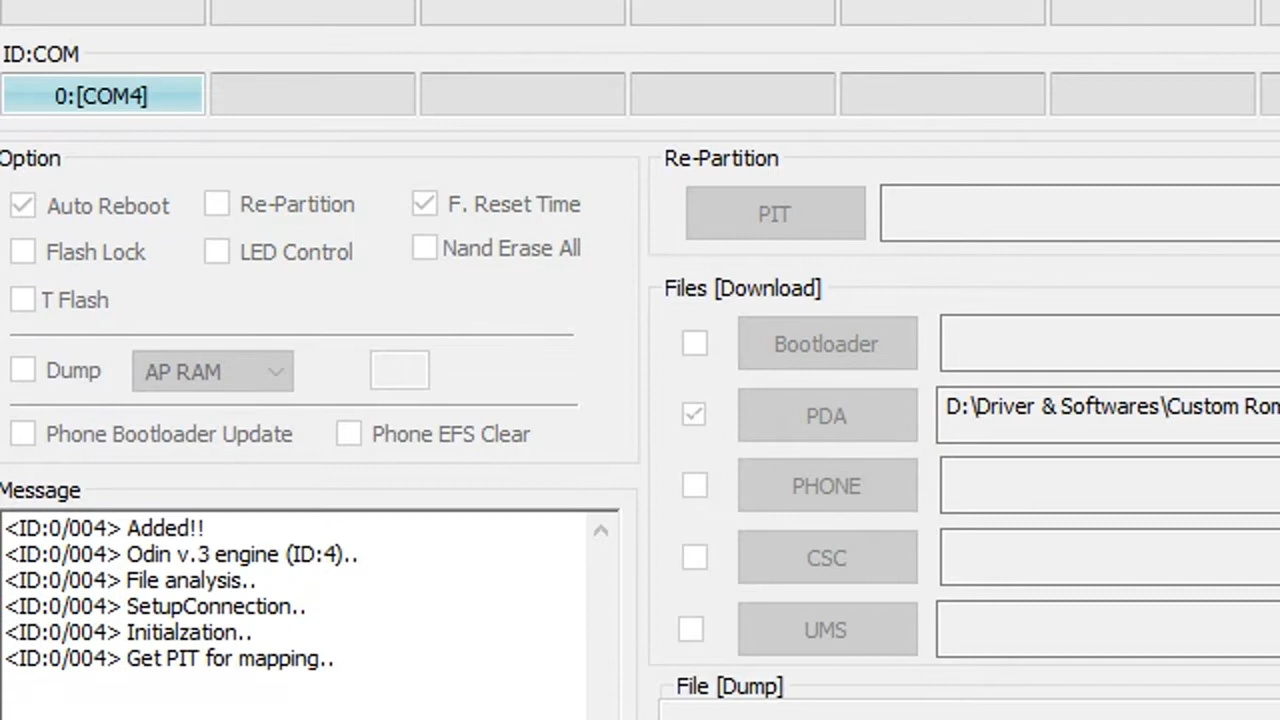 ID:COM
0:[COM4]
Option
Auto Reboot Re-Partition F. Reset Time
Flash Lock LED Control Nand Erase All
T Flash
Dump AP RAM
Phone Bootloader Update Phone EFS Clear
Message
<ID:0/004> Added!!
<ID:0/004> Odin v.3 engine (ID:4)..
<ID:0/004> File analysis..
<ID:0/004> SetupConnection..
<ID:0/004> Initialzation..
<ID:0/004> Get PIT for mapping..
Re-Partition
PIT
Files [Download]
Bootloader
PDA D:\Driver & Softwares\Custom Rom
PHONE
CSC
UMS
File [Dump]